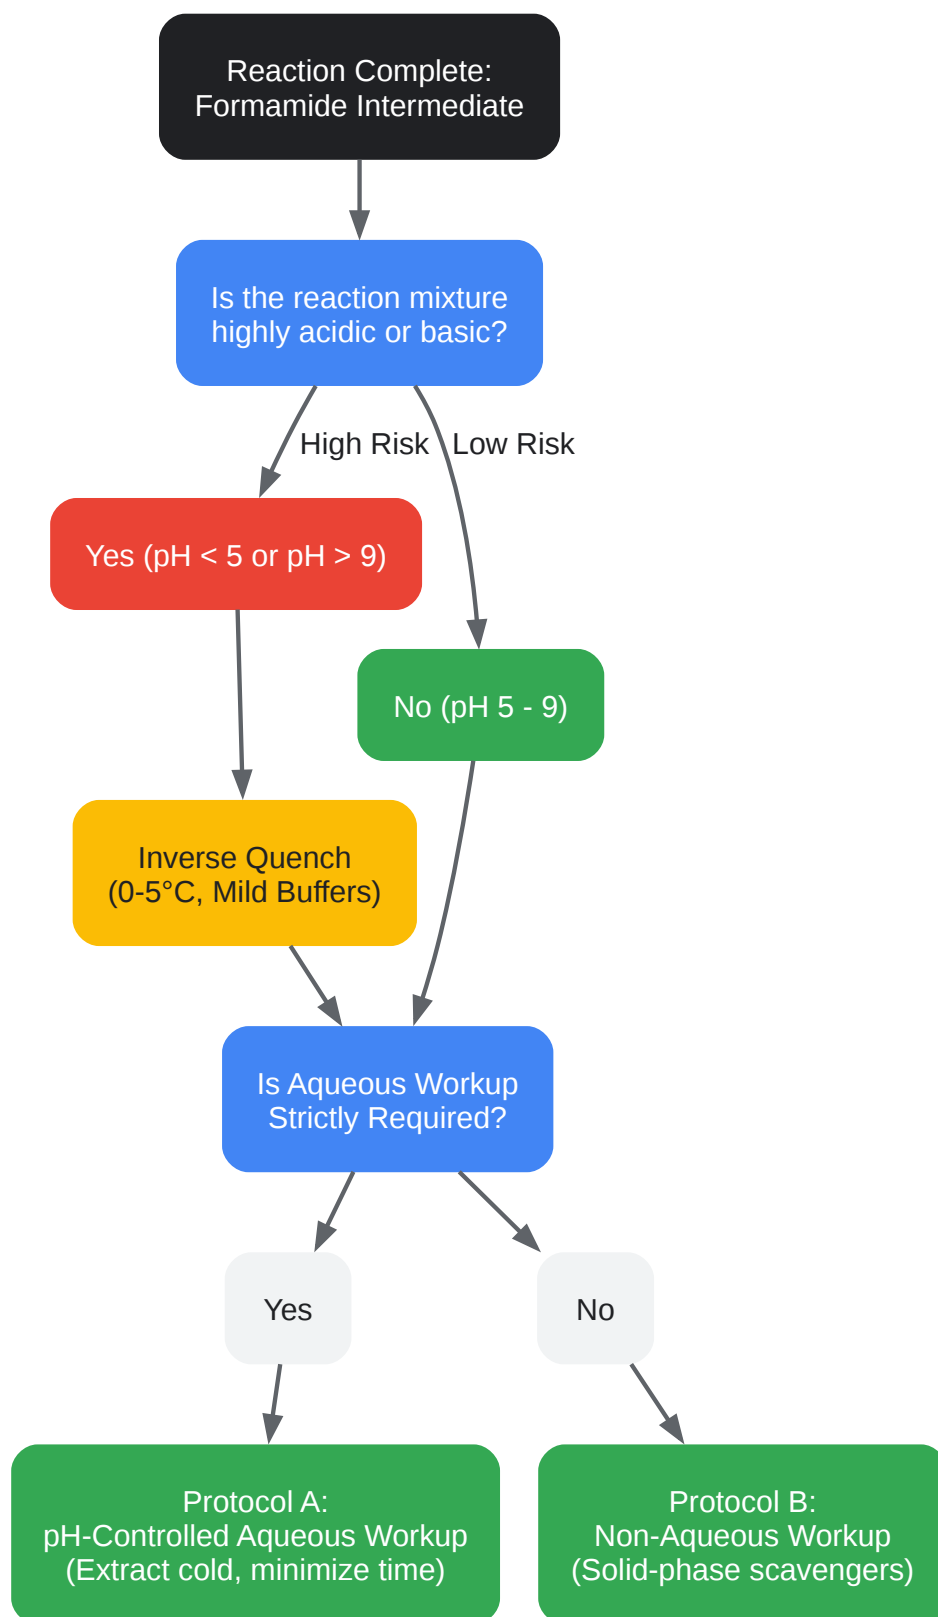 Reaction Complete:
Formamide Intermediate
Is the reaction mixture
highly acidic or basic?
High Risk
Low Risk
Yes (pH < 5 or pH > 9)
No (pH 5 - 9)
Inverse Quench
(0-5°C, Mild Buffers)
Is Aqueous Workup
Strictly Required?
Yes
No
Protocol A:
pH-Controlled Aqueous Workup
(Extract cold, minimize time)
Protocol B:
Non-Aqueous Workup
(Solid-phase scavengers)